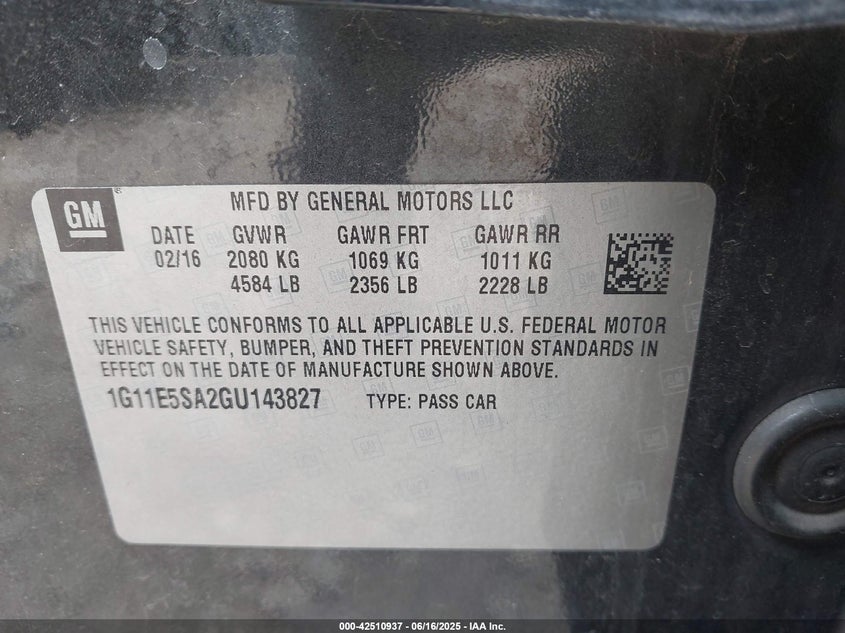 GM
MFD BY GENERAL MOTORS LLC
DATE GVWR GAWR FRT GAWR RR
02/16 2080 KG 1069 KG 1011 KG
4584 LB 2356 LB 2228 LB
THIS VEHICLE CONFORMS TO ALL APPLICABLE U.S. FEDERAL MOTOR
VEHICLE SAFETY, BUMPER, AND THEFT PREVENTION STANDARDS IN
EFFECT ON THE DATE OF MANUFACTURE SHOWN ABOVE.
1G11E5SA2GU143827 TYPE: PASS CAR
000-42510937 - 06/16/2025 - IAA Inc.